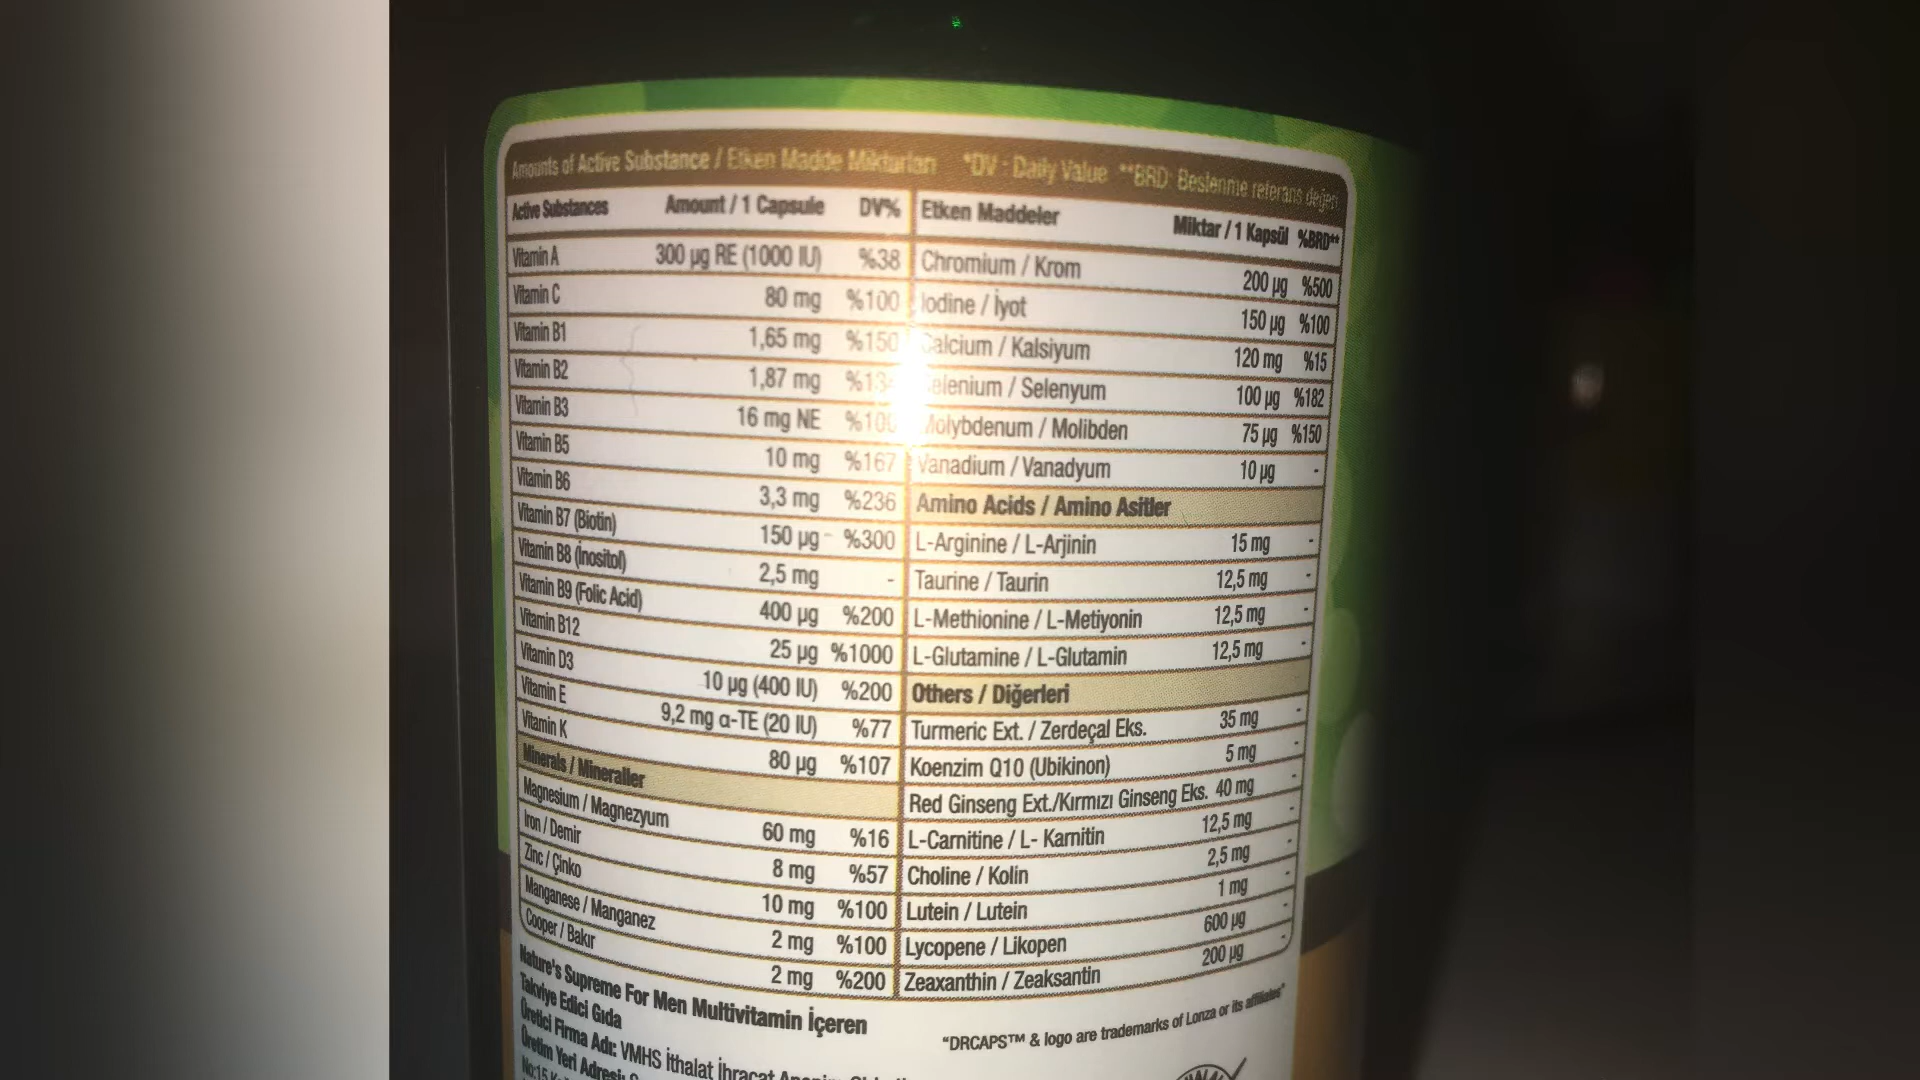 Amounts of Active Substance / Etken Madde Miktarları *DV : Daily Value **BRD: Beslenme referans değeri
Active Substances Amount / 1 Capsule DV%
Vitamin A 300 µg RE (1000 IU) %38
Vitamin C 80 mg %100
Vitamin B1 1,65 mg %150
Vitamin B2 1,87 mg
Vitamin B3 16 mg NE
Vitamin B5 10 mg %167
Vitamin B6 3,3 mg %236
Vitamin B7 (Biotin) 150 µg %300
Vitamin B8 (İnositol) 2,5 mg -
Vitamin B9 (Folic Acid) 400 µg %200
Vitamin B12 25 µg %1000
Vitamin D3 10 µg (400 IU) %200
Vitamin E 9,2 mg α-TE (20 IU) %77
Vitamin K 80 µg %107
Minerals / Mineraller
Magnesium / Magnezyum 60 mg %16
Iron / Demir 8 mg %57
Zinc / Çinko 10 mg %100
Manganese / Manganez 2 mg %100
Cooper / Bakır 2 mg %200
Etken Maddeler Miktar / 1 Kapsül %BRD**
Chromium / Krom 200 µg %500
Iodine / İyot 150 µg %100
Calcium / Kalsiyum 120 mg %15
Selenium / Selenyum 100 µg %182
Molybdenum / Molibden 75 µg %150
Vanadium / Vanadyum 10 µg -
Amino Acids / Amino Asitler
L-Arginine / L-Arjinin 15 mg -
Taurine / Taurin 12,5 mg -
L-Methionine / L-Metiyonin 12,5 mg -
L-Glutamine / L-Glutamin 12,5 mg -
Others / Diğerleri
Turmeric Ext. / Zerdeçal Eks. 35 mg -
Koenzim Q10 (Ubikinon) 5 mg -
Red Ginseng Ext./Kırmızı Ginseng Eks. 40 mg -
L-Carnitine / L- Karnitin 12,5 mg -
Choline / Kolin 2,5 mg -
Lutein / Lutein 1 mg -
Lycopene / Likopen 600 µg -
Zeaxanthin / Zeaksantin 200 µg -
Nature's Supreme For Men Multivitamin İçeren
Takviye Edici Gıda
Üretici Firma Adı: VMHS İthalat İhracat
Üretim Yeri Adresi:
No:15
"DRCAPS™ & logo are trademarks of Lonza or its affiliates"